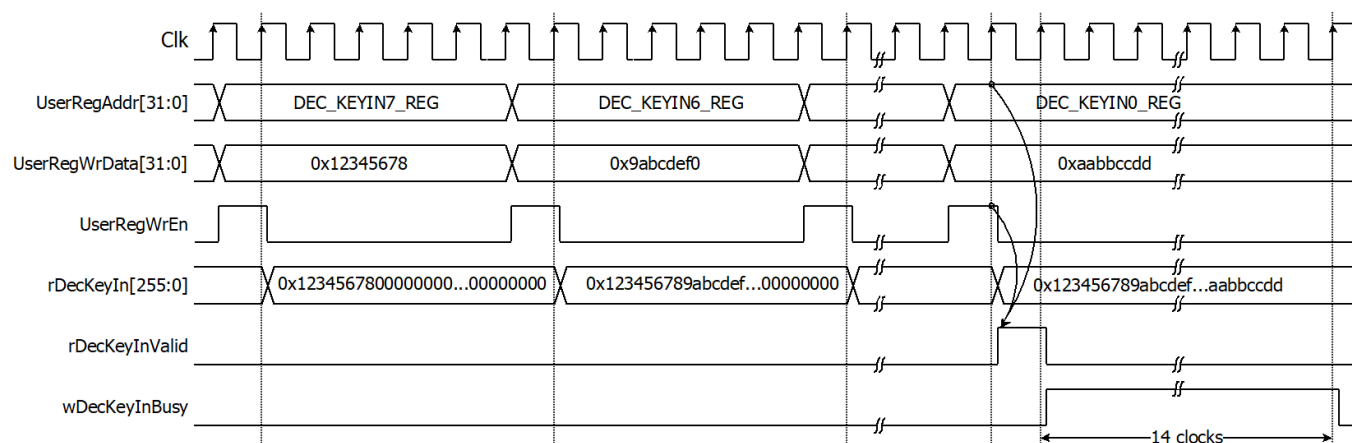 Clk
UserRegAddr[31:0] DEC_KEYIN7_REG DEC_KEYIN6_REG DEC_KEYIN0_REG
UserRegWrData[31:0] 0x12345678 0x9abcdef0 0xaabbccdd
UserRegWrEn
rDecKeyIn[255:0] 0x1234567800000000...00000000 0x123456789abcdef...00000000 0x123456789abcdef...aabbccdd
rDecKeyInValid
wDecKeyInBusy
14 clocks